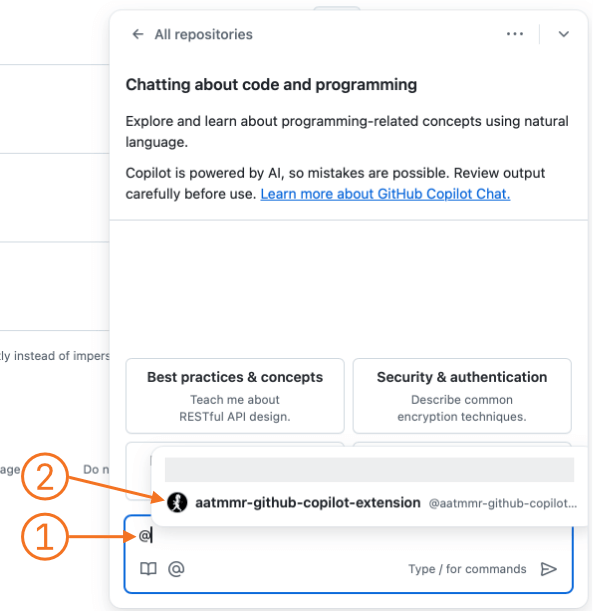 All repositories
Chatting about code and programming
Explore and learn about programming-related concepts using natural
language.
Copilot is powered by AI, so mistakes are possible. Review output
carefully before use. Learn more about GitHub Copilot Chat.
tly instead of impers
Best practices & concepts
Teach me about
RESTful API design.
Security & authentication
Describe common
encryption techniques.
age
Do n
2
aatmmr-github-copilot-extension @aatmmr-github-copilot...
1
@
@
Type / for commands